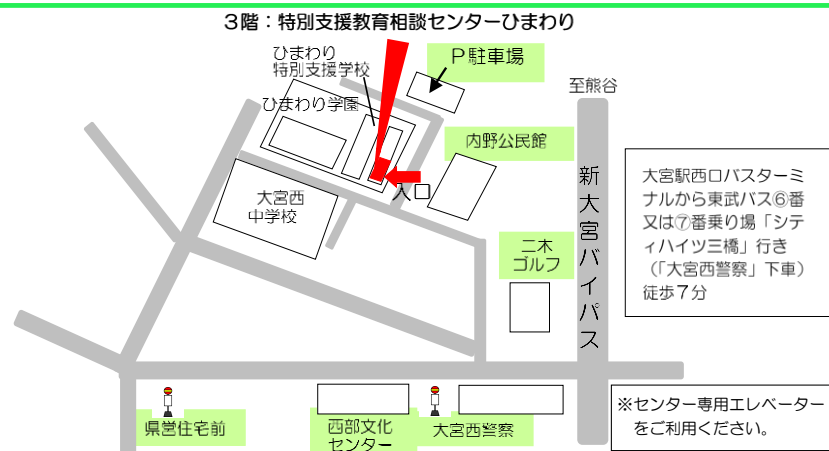 3階：特別支援教育相談センターひまわり
ひまわり
特別支援学校
P駐車場
至熊谷
ひまわり学園
内野公民館
入口
大宮西
中学校
新大宮バイパス
大宮駅西口バスターミ
ナルから東武バス⑥番
又は⑦番乗り場「シテ
ィハイツ三橋」行き
（「大宮西警察」下車）
徒歩７分
二木
ゴルフ
※センター専用エレベーター
をご利用ください。
県営住宅前
西部文化
センター
大宮西警察